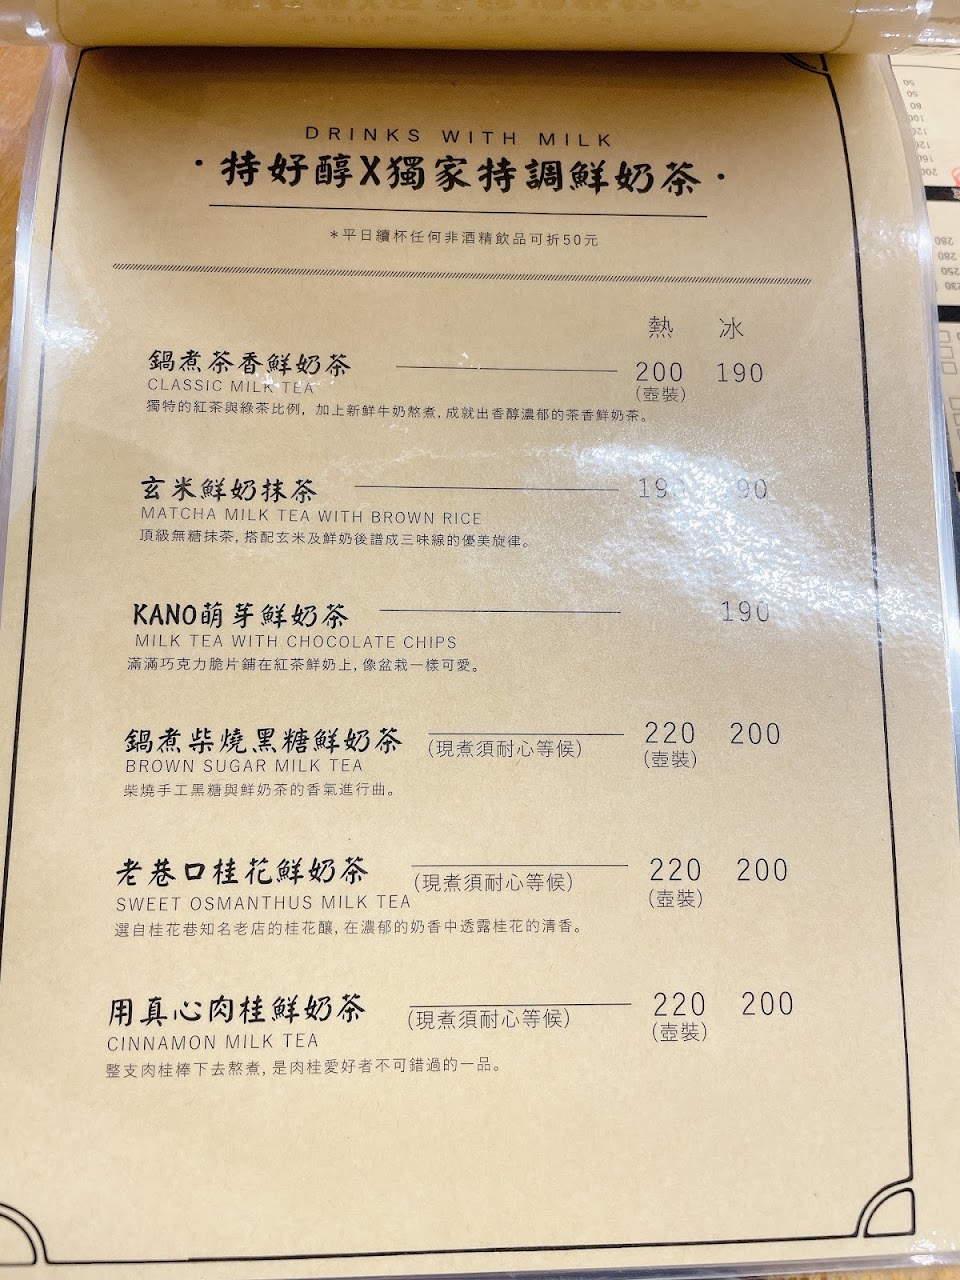 DRINKS WITH MILK
·特好醇X獨家特調鮮奶茶·
*平日續杯任何非酒精飲品可折50元
熱 冰
鍋煮茶香鮮奶茶 200 190
CLASSIC MILK TEA (壺裝)
獨特的紅茶與綠茶比例, 加上新鮮牛奶熬煮, 成就出香醇濃郁的茶香鮮奶茶。
玄米鮮奶抹茶
MATCHA MILK TEA WITH BROWN RICE
頂級無糖抹茶, 搭配玄米及鮮奶後譜成三味線的優美旋律。
KANO萌芽鮮奶茶 190
MILK TEA WITH CHOCOLATE CHIPS
滿滿巧克力脆片鋪在紅茶鮮奶上, 像盆栽一樣可愛。
鍋煮柴燒黑糖鮮奶茶 (現煮須耐心等候) 220 200
BROWN SUGAR MILK TEA (壺裝)
柴燒手工黑糖與鮮奶茶的香氣進行曲。
老巷口桂花鮮奶茶 (現煮須耐心等候) 220 200
SWEET OSMANTHUS MILK TEA (壺裝)
選自桂花巷知名老店的桂花釀, 在濃郁的奶香中透露桂花的清香。
用真心肉桂鮮奶茶 (現煮須耐心等候) 220 200
CINNAMON MILK TEA (壺裝)
整支肉桂棒下去熬煮, 是肉桂愛好者不可錯過的一品。
50
50
80
100
120
120
160
200
280
280
250
230